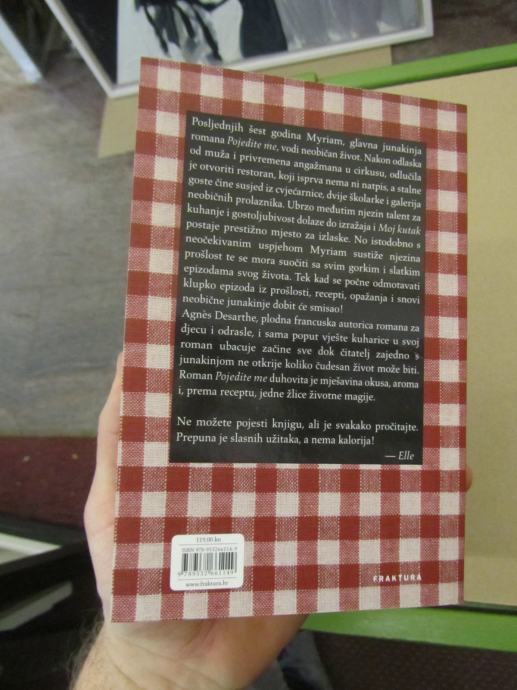 Posljednjih šest godina Myriam, glavna junakinja
romana Pojedite me, vodi neobičan život. Nakon odlaska
od muža i privremena angažmana u cirkusu, odlučila
je otvoriti restoran, koji isprva nema ni natpis, a stalne
goste čine susjed iz cvjećarnice, dvije školarke i galerija
neobičnih prolaznika. Ubrzo međutim njezin talent za
kuhanje i gostoljubivost dolaze do izražaja i Moj kutak
postaje prestižno mjesto za izlaske. No istodobno s
neočekivanim uspjehom Myriam sustiže njezina
prošlost te se mora suočiti sa svim gorkim i slatkim
epizodama svog života. Tek kad se počne odmotavati
klupko epizoda iz prošlosti, recepti, opažanja i snovi
neobične junakinje dobit će smisao!
Agnès Desarthe, plodna francuska autorica romana za
djecu i odrasle, i sama poput vješte kuharice u svoj
roman ubacuje začine sve dok čitatelj zajedno s
junakinjom ne otkrije koliko čudesan život može biti.
Roman Pojedite me duhovita je mješavina okusa, aroma
i, prema receptu, jedne žlice životne magije.
Ne možete pojesti knjigu, ali je svakako pročitajte.
Prepuna je slasnih užitaka, a nema kalorija!
— Elle
119,00 kn
ISBN 978-953266114-9
9 789532 661149
www.fraktura.hr
FRAKTURA